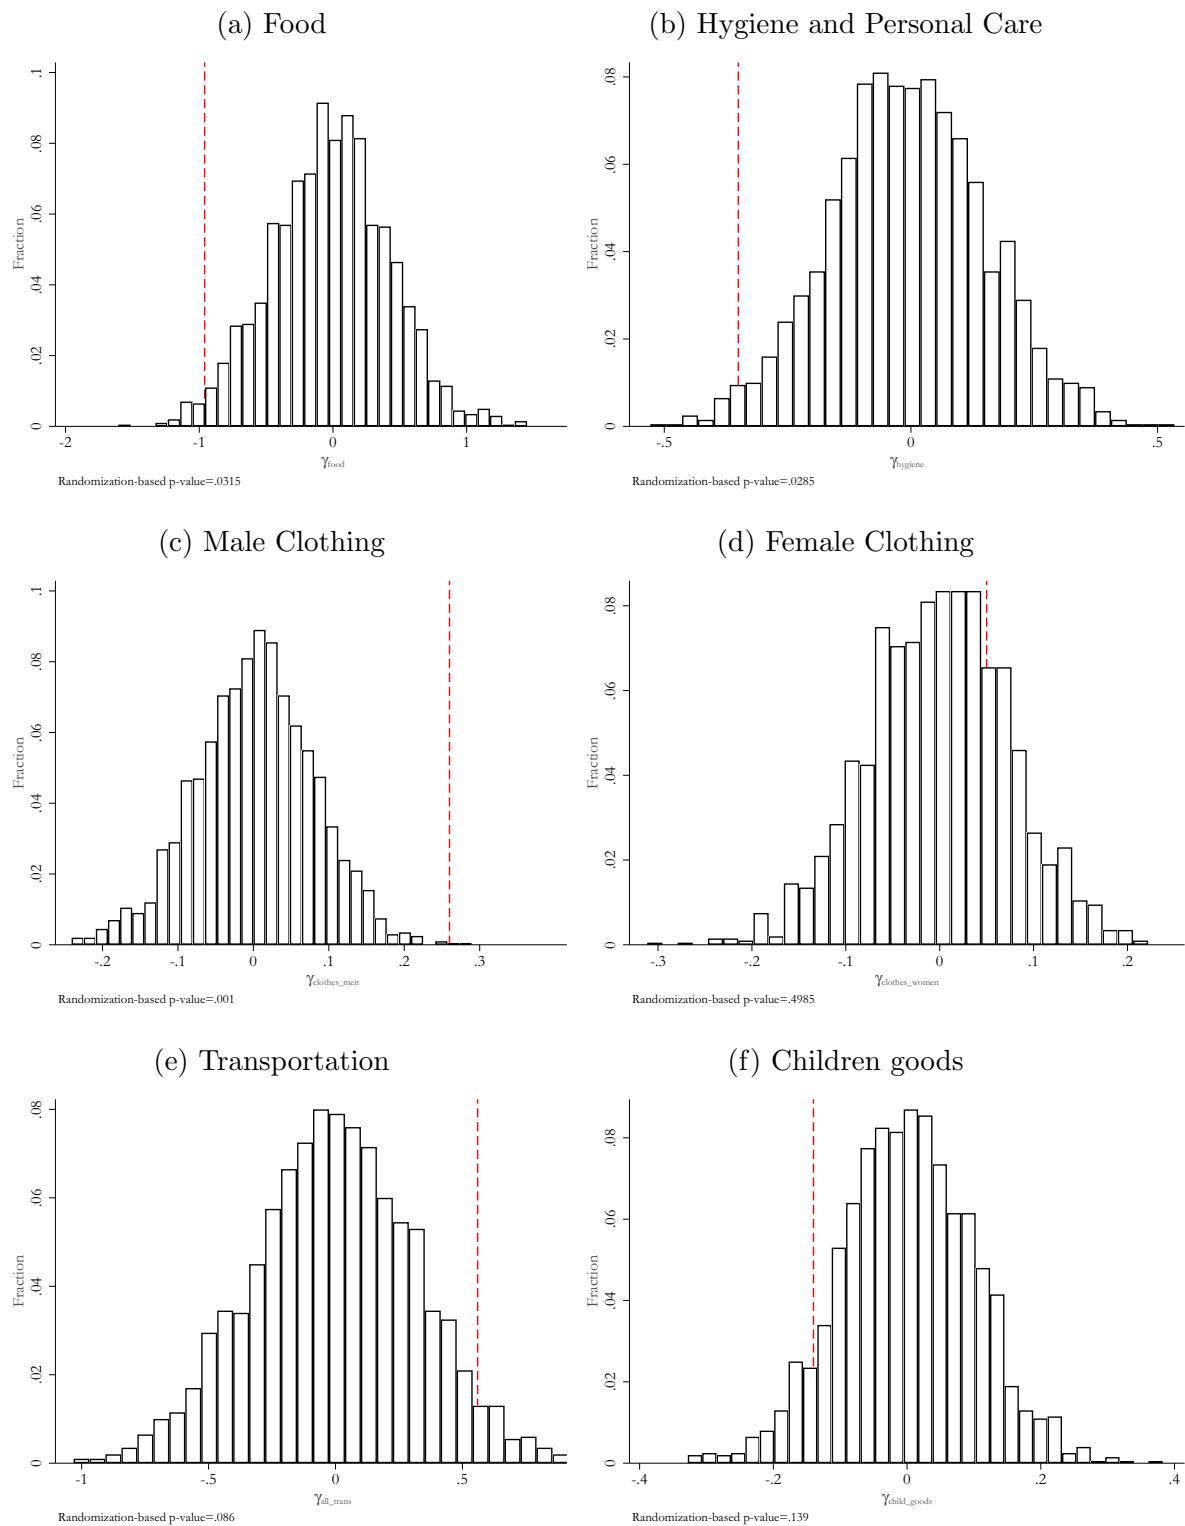 (a) Food
.1
.08
.06
.04
.02
0
Fraction
-2 -1 0 1
γfood
Randomization-based p-value=.0315
(b) Hygiene and Personal Care
.08
.06
.04
.02
0
Fraction
-.5 0 .5
γhygiene
Randomization-based p-value=.0285
(c) Male Clothing
.1
.08
.06
.04
.02
0
Fraction
-.2 -.1 0 .1 .2 .3
γclothes_men
Randomization-based p-value=.001
(d) Female Clothing
.08
.06
.04
.02
0
Fraction
-.3 -.2 -.1 0 .1 .2
γclothes_women
Randomization-based p-value=.4985
(e) Transportation
.08
.06
.04
.02
0
Fraction
-1 -.5 0 .5
γall_trans
Randomization-based p-value=.086
(f) Children goods
.08
.06
.04
.02
0
Fraction
-.4 -.2 0 .2 .4
γchild_goods
Randomization-based p-value=.139